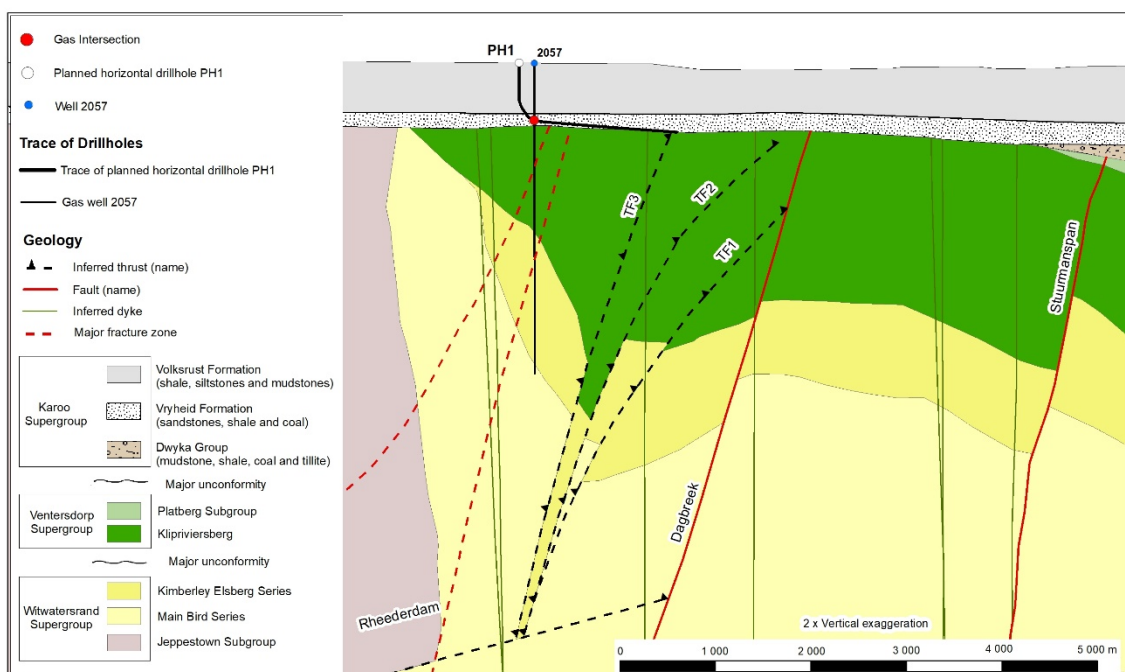 Gas Intersection
Planned horizontal drillhole PH1
Well 2057
Trace of Drillholes
Trace of planned horizontal drillhole PH1
Gas well 2057
Geology
Inferred thrust (name)
Fault (name)
Inferred dyke
Major fracture zone
Karoo
Supergroup
Volksrust Formation
(shale, siltstones and mudstones)
Vryheid Formation
(sandstones, shale and coal)
Dwyka Group
(mudstone, shale, coal and tillite)
Major unconformity
Ventersdorp
Supergroup
Platberg Subgroup
Klipriviersberg
Major unconformity
Witwatersrand
Supergroup
Kimberley Elsberg Series
Main Bird Series
Jeppestown Subgroup
PH1
2057
TF3
TF2
TF1
Dagbreek
Stuurmanspan
Rheederdam
2 x Vertical exaggeration
0 1 000 2 000 3 000 4 000 5 000 m